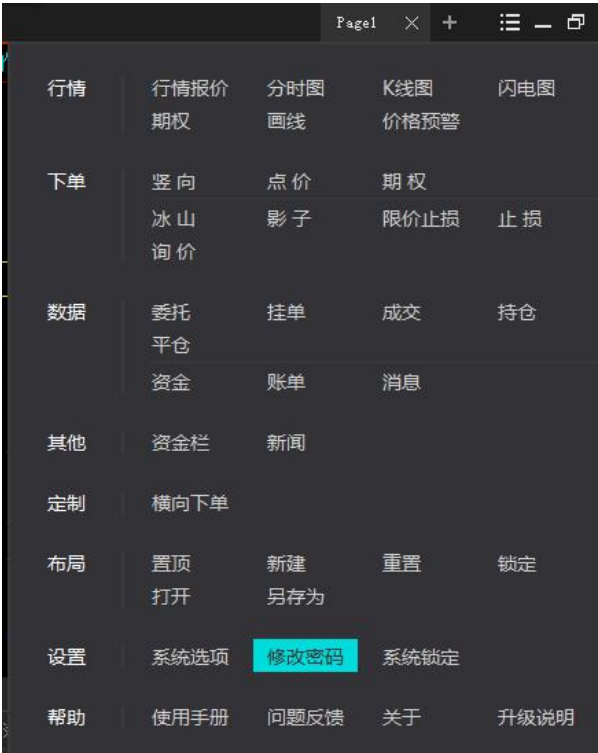 Page1
行情 行情报价 分时图 K线图 闪电图
期权 画线 价格预警
下单 竖向 点价 期权
冰山 影子 限价止损 止损
询价
数据 委托 挂单 成交 持仓
平仓
资金 账单 消息
其他 资金栏 新闻
定制 横向下单
布局 置顶 新建 重置 锁定
打开 另存为
设置 系统选项 修改密码 系统锁定
帮助 使用手册 问题反馈 关于 升级说明